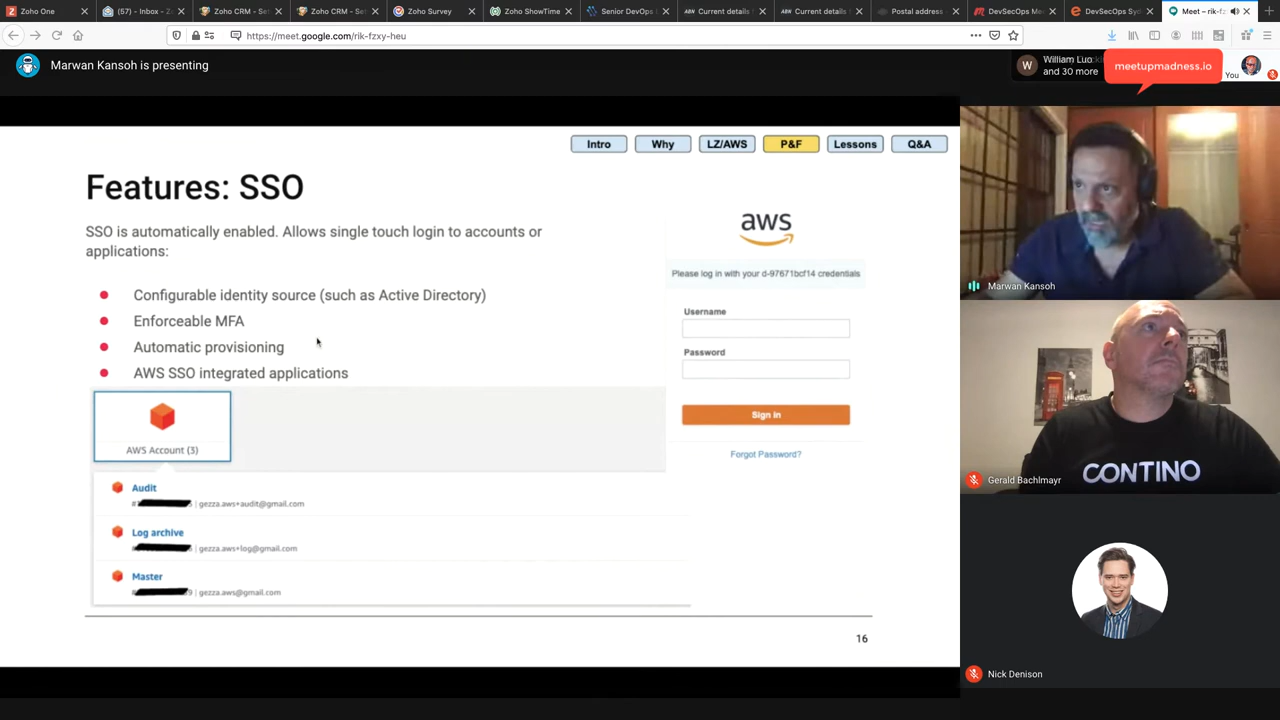 Zoho One
(57) - Inbox - Z
Zoho CRM - Set
Zoho CRM - Set
Zoho Survey
Zoho ShowTime
Senior DevOps
Current details
Current details
Postal address
DevSecOps Me
DevSecOps Syd
Meet – rik-f
https://meet.google.com/rik-fzxy-heu
Marwan Kansoh is presenting
W
William Luo
and 30 more
meetupmadness.io
You
Intro
Why
LZ/AWS
P&F
Lessons
Q&A
Features: SSO
SSO is automatically enabled. Allows single touch login to accounts or
applications:
Configurable identity source (such as Active Directory)
Enforceable MFA
Automatic provisioning
AWS SSO integrated applications
AWS Account (3)
Audit
| gezza.aws+audit@gmail.com
Log archive
| gezza.aws+log@gmail.com
Master
9 | gezza.aws@gmail.com
aws
Please log in with your d-97671bcf14 credentials
Username
Password
Sign in
Forgot Password?
16
Marwan Kansoh
CONTINO
Gerald Bachlmayr
Nick Denison